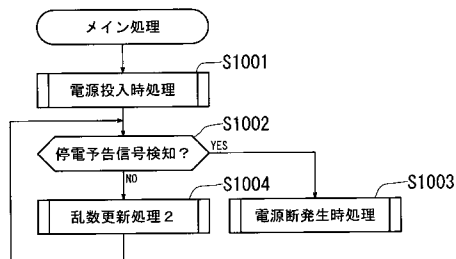 メイン処理
S1001
電源投入時処理
S1002
停電予告信号検知？
YES
NO
S1004
S1003
乱数更新処理２
電源断発生時処理